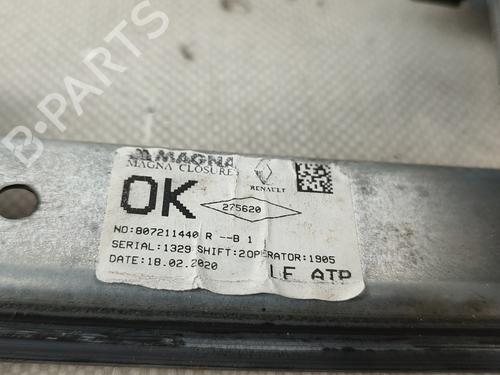 MAGNA
MAGNA CLOSURE
RENAULT
OK
275620
NO:807211440 R --B 1
SERIAL:1329 SHIFT:2OPERATOR:1905
DATE:18.02.2020
LF ATP
B-PARTS